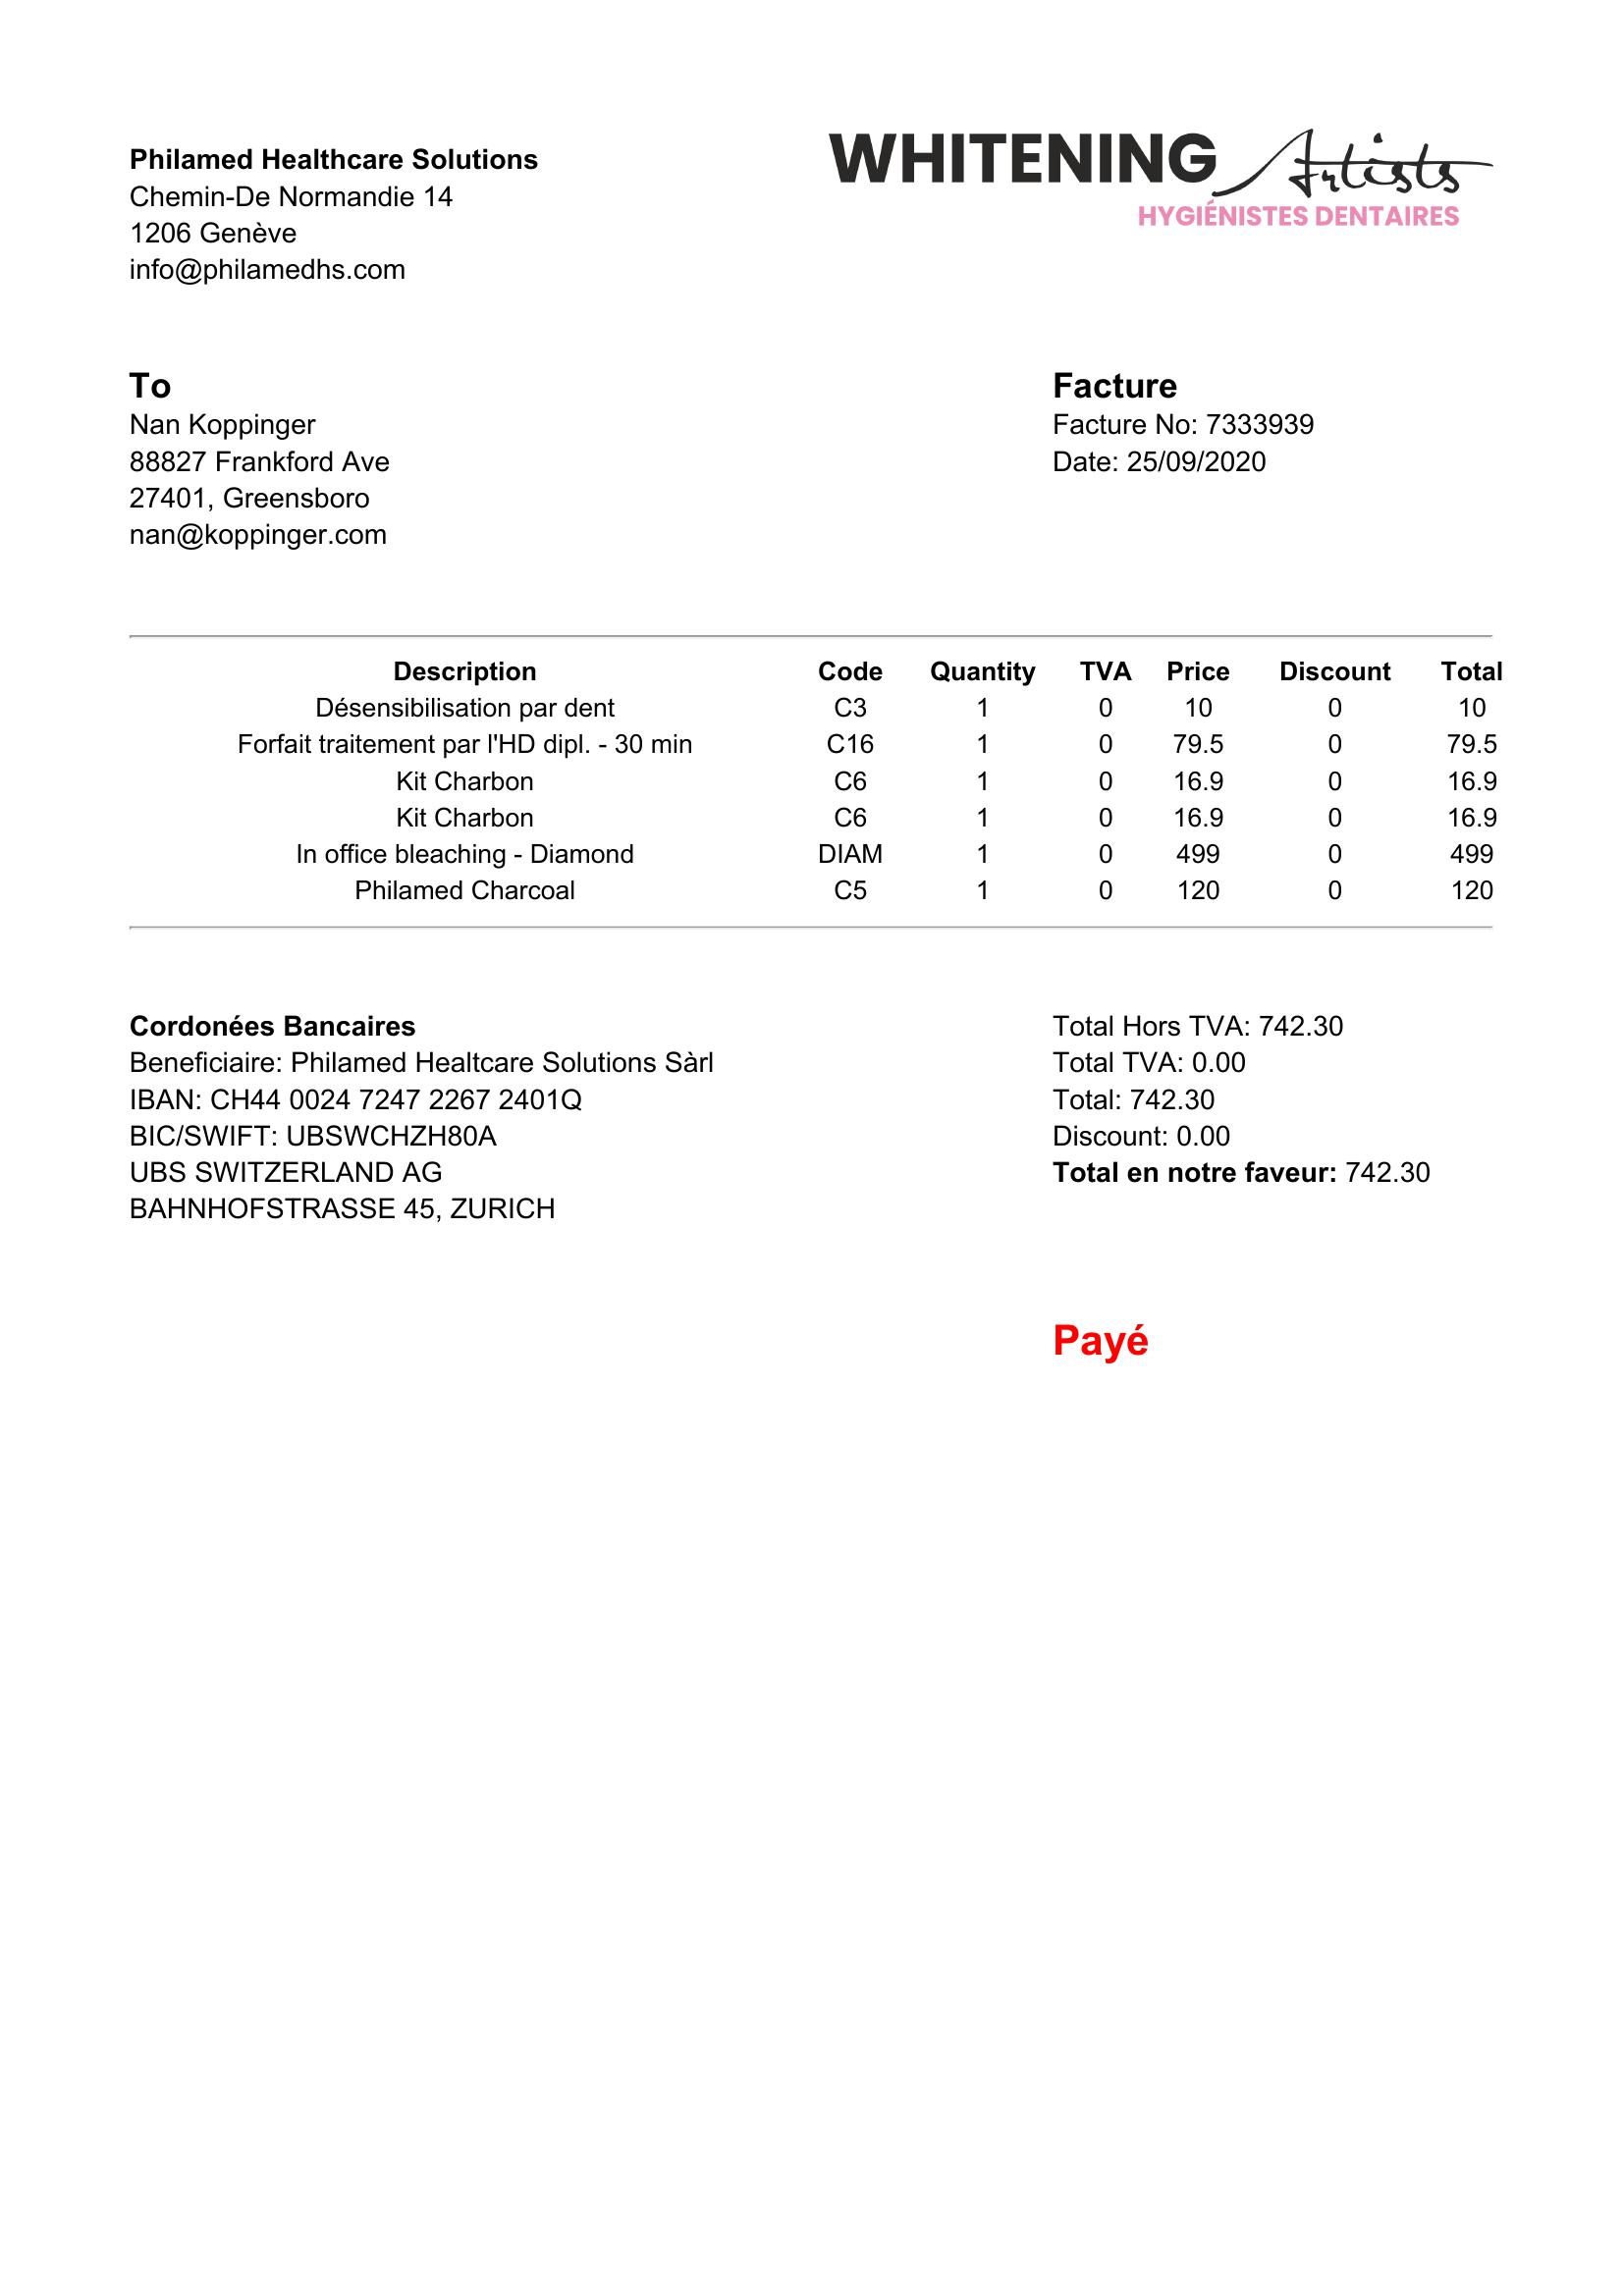 Philamed Healthcare Solutions
Chemin-De Normandie 14
1206 Genève
info@philamedhs.com
WHITENING Artists
HYGIÉNISTES DENTAIRES
To
Nan Koppinger
88827 Frankford Ave
27401, Greensboro
nan@koppinger.com
Facture
Facture No: 7333939
Date: 25/09/2020
Description Code Quantity TVA Price Discount Total
Désensibilisation par dent C3 1 0 10 0 10
Forfait traitement par l'HD dipl. - 30 min C16 1 0 79.5 0 79.5
Kit Charbon C6 1 0 16.9 0 16.9
Kit Charbon C6 1 0 16.9 0 16.9
In office bleaching - Diamond DIAM 1 0 499 0 499
Philamed Charcoal C5 1 0 120 0 120
Cordonées Bancaires
Beneficiaire: Philamed Healtcare Solutions Sàrl
IBAN: CH44 0024 7247 2267 2401Q
BIC/SWIFT: UBSWCHZH80A
UBS SWITZERLAND AG
BAHNHOFSTRASSE 45, ZURICH
Total Hors TVA: 742.30
Total TVA: 0.00
Total: 742.30
Discount: 0.00
Total en notre faveur: 742.30
Payé